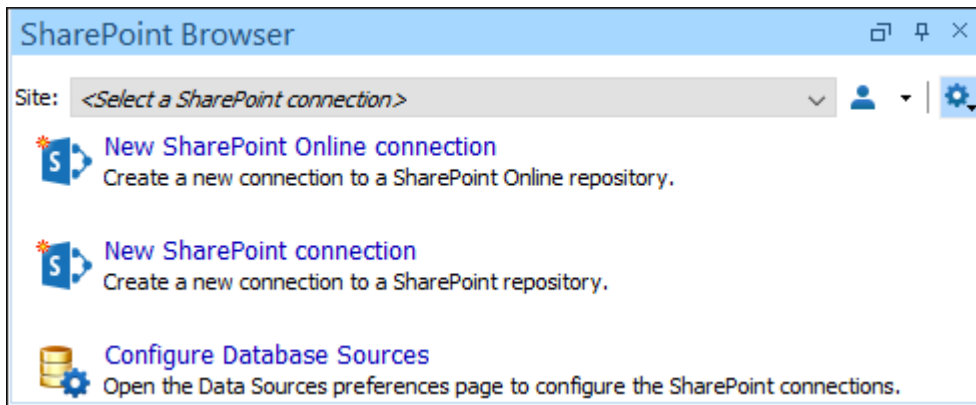 SharePoint Browser
Site: <Select a SharePoint connection>
New SharePoint Online connection
Create a new connection to a SharePoint Online repository.
New SharePoint connection
Create a new connection to a SharePoint repository.
Configure Database Sources
Open the Data Sources preferences page to configure the SharePoint connections.